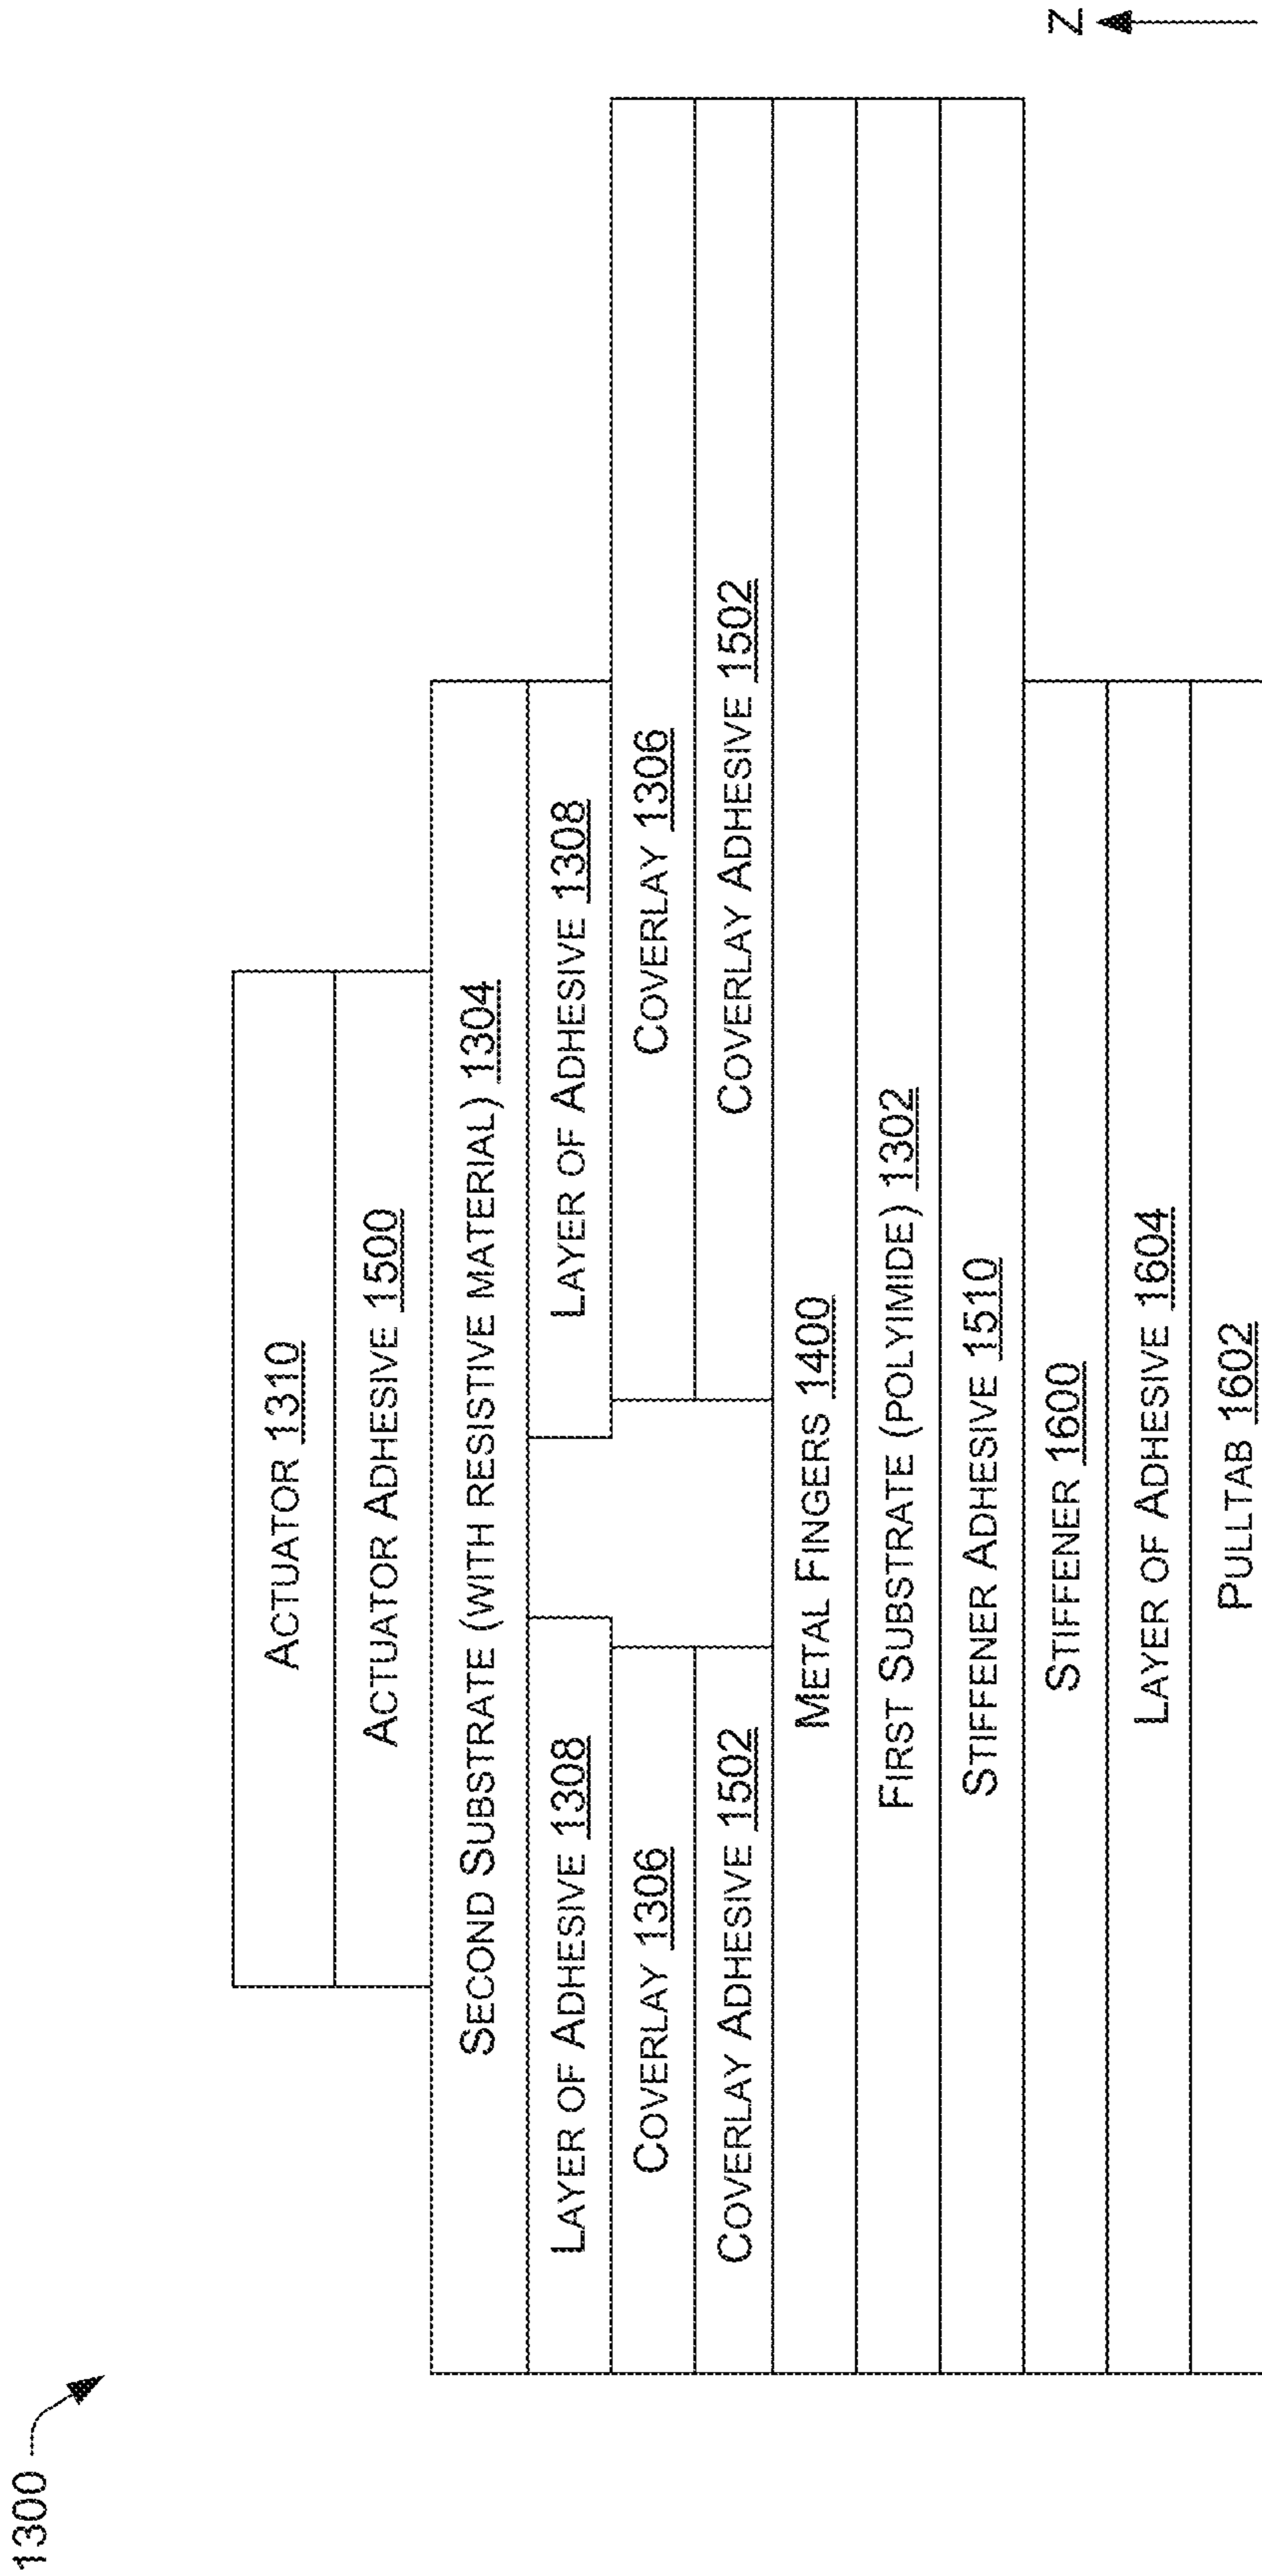 1300
Z
ACTUATOR 1310
ACTUATOR ADHESIVE 1500
SECOND SUBSTRATE (WITH RESISTIVE MATERIAL) 1304
LAYER OF ADHESIVE 1308
LAYER OF ADHESIVE 1308
COVERLAY 1306
COVERLAY 1306
COVERLAY ADHESIVE 1502
COVERLAY ADHESIVE 1502
METAL FINGERS 1400
FIRST SUBSTRATE (POLYIMIDE) 1302
STIFFENER ADHESIVE 1510
STIFFENER 1600
LAYER OF ADHESIVE 1604
PULLTAB 1602